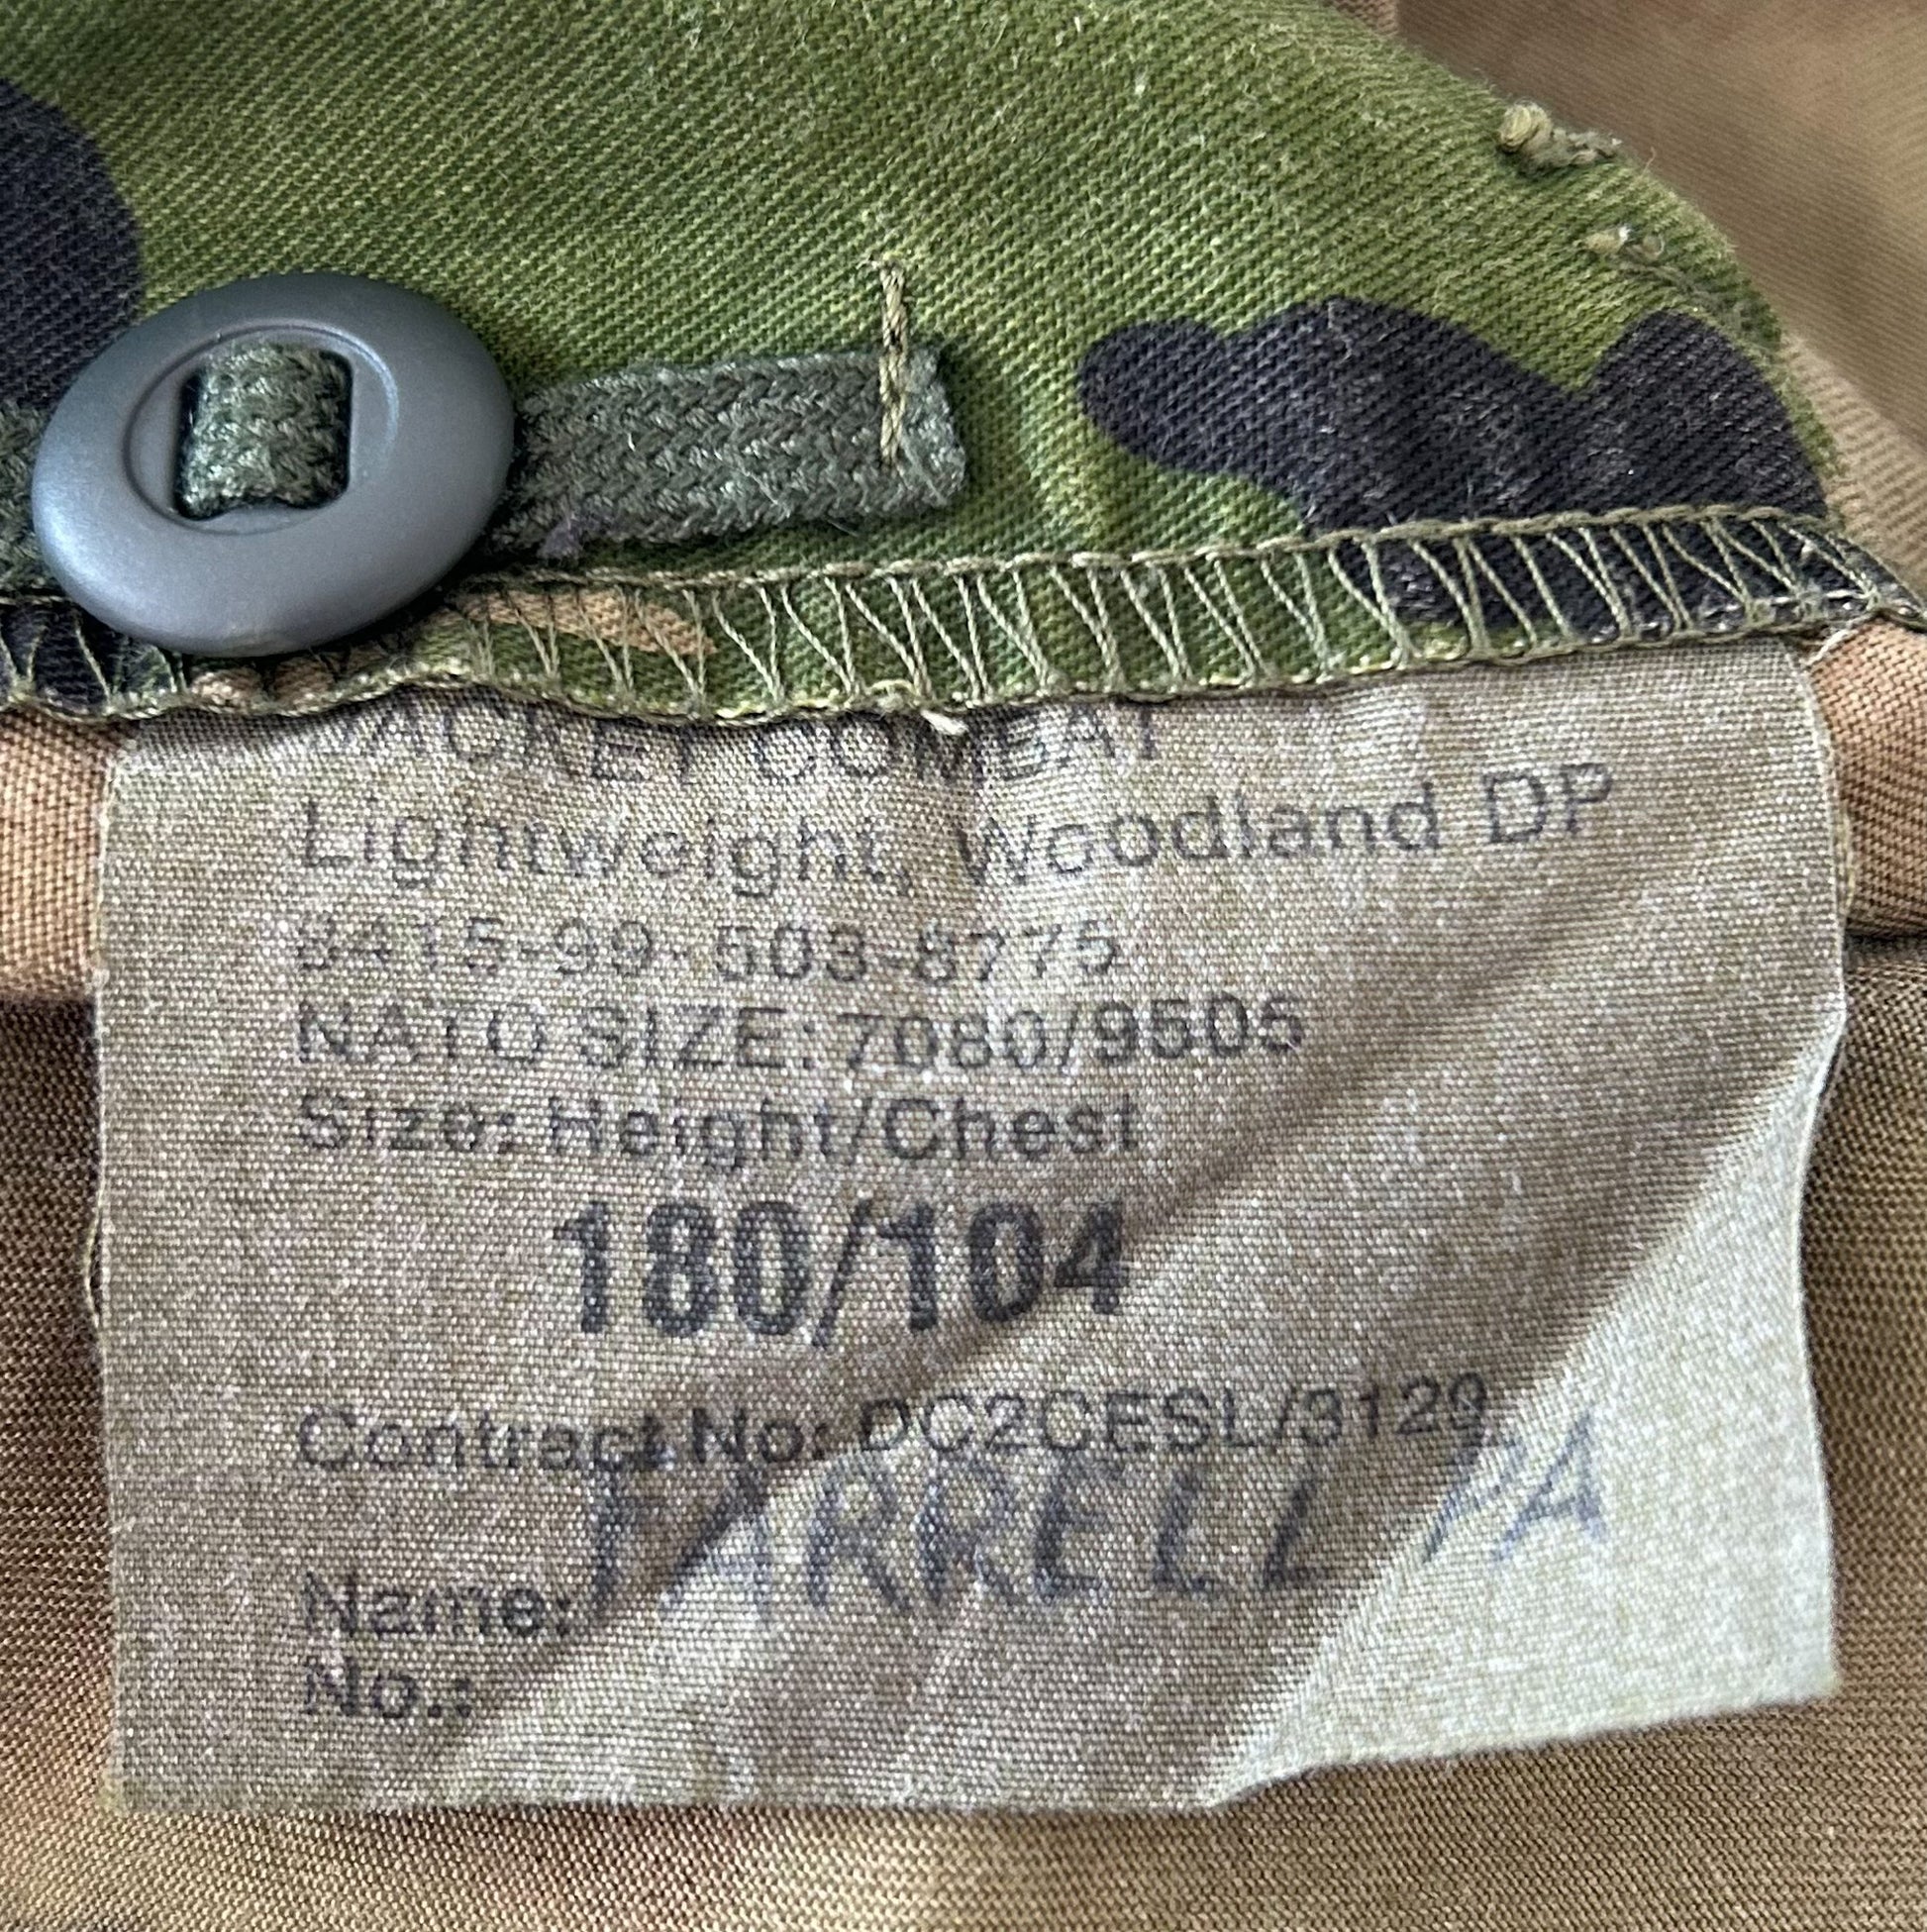 JACKET COMBAT
Lightweight, Woodland DP
8415-99-603-8775
NATO SIZE: 7080/9505
Size: Height/Chest
180/104
Contract No: DC2CESL/3129
FARRELL PA
Name:
No.: